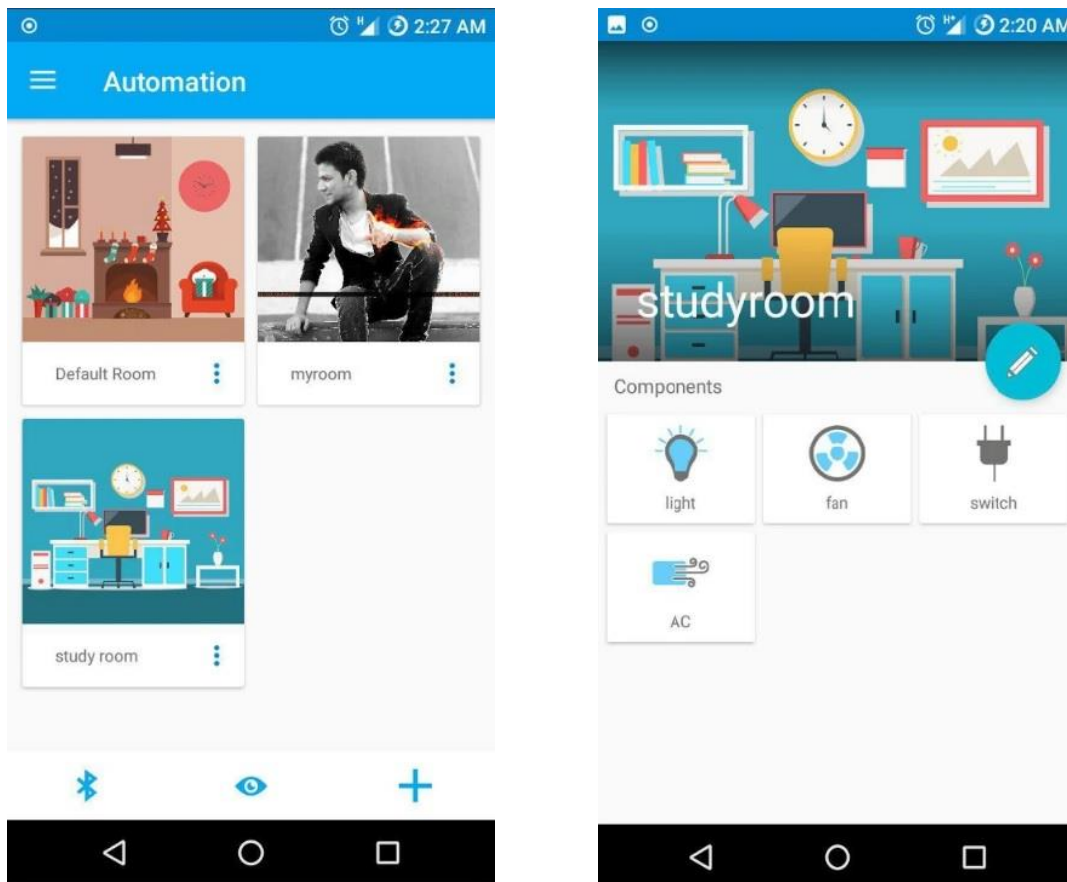 H 2:27 AM
Automation
Default Room
myroom
study room
H+ 2:20 AM
studyroom
Components
light
fan
switch
AC